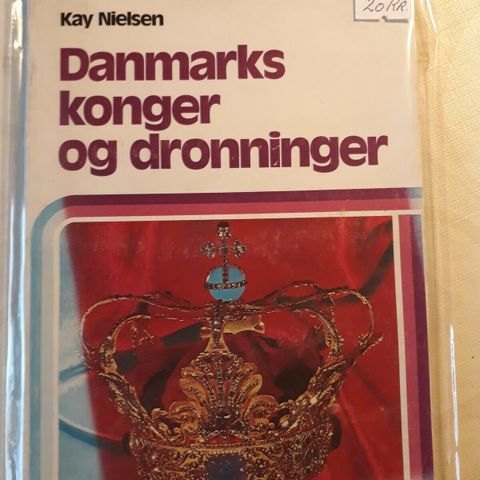 20 KR.
Kay Nielsen
Danmarks
konger
og dronninger